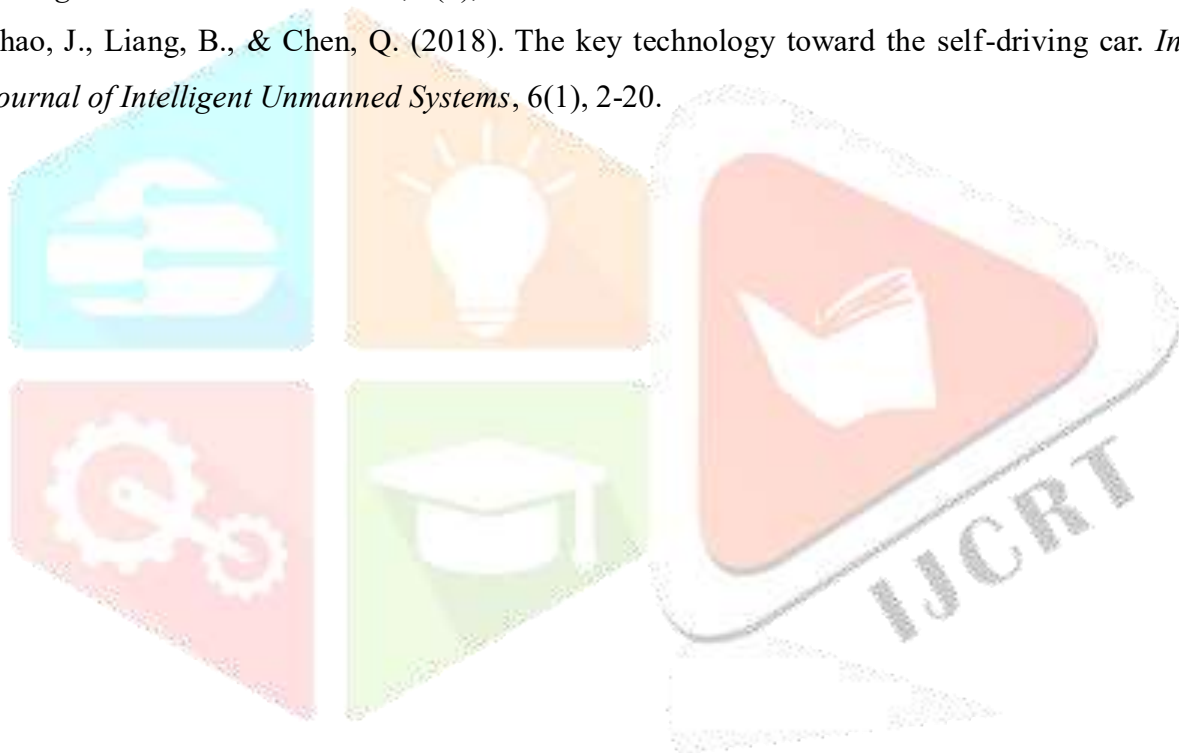 hao, J., Liang, B., & Chen, Q. (2018). The key technology toward the self-driving car. In
ournal of Intelligent Unmanned Systems, 6(1), 2-20.
IJCRT